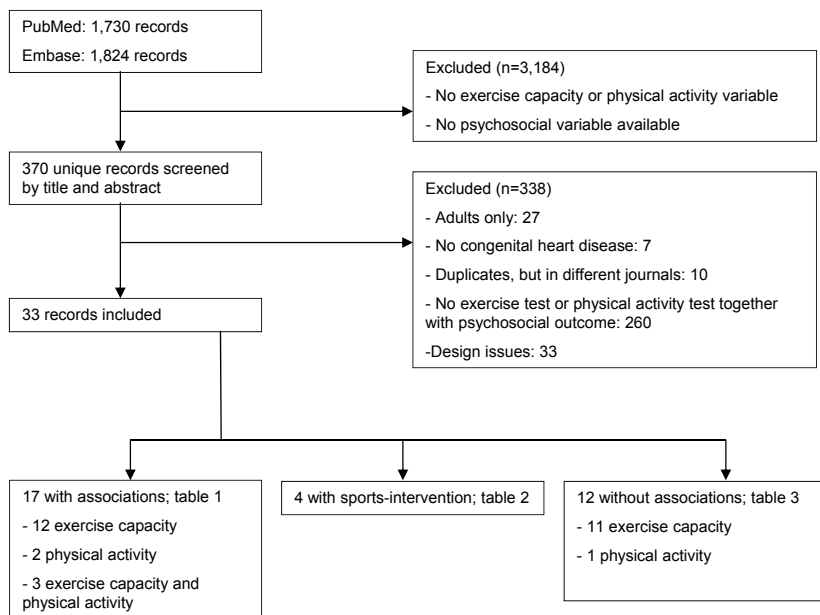 PubMed: 1,730 records
Embase: 1,824 records
Excluded (n=3,184)
- No exercise capacity or physical activity variable
- No psychosocial variable available
370 unique records screened
by title and abstract
Excluded (n=338)
- Adults only: 27
- No congenital heart disease: 7
- Duplicates, but in different journals: 10
- No exercise test or physical activity test together
with psychosocial outcome: 260
-Design issues: 33
33 records included
17 with associations; table 1
- 12 exercise capacity
- 2 physical activity
- 3 exercise capacity and
physical activity
4 with sports-intervention; table 2
12 without associations; table 3
- 11 exercise capacity
- 1 physical activity